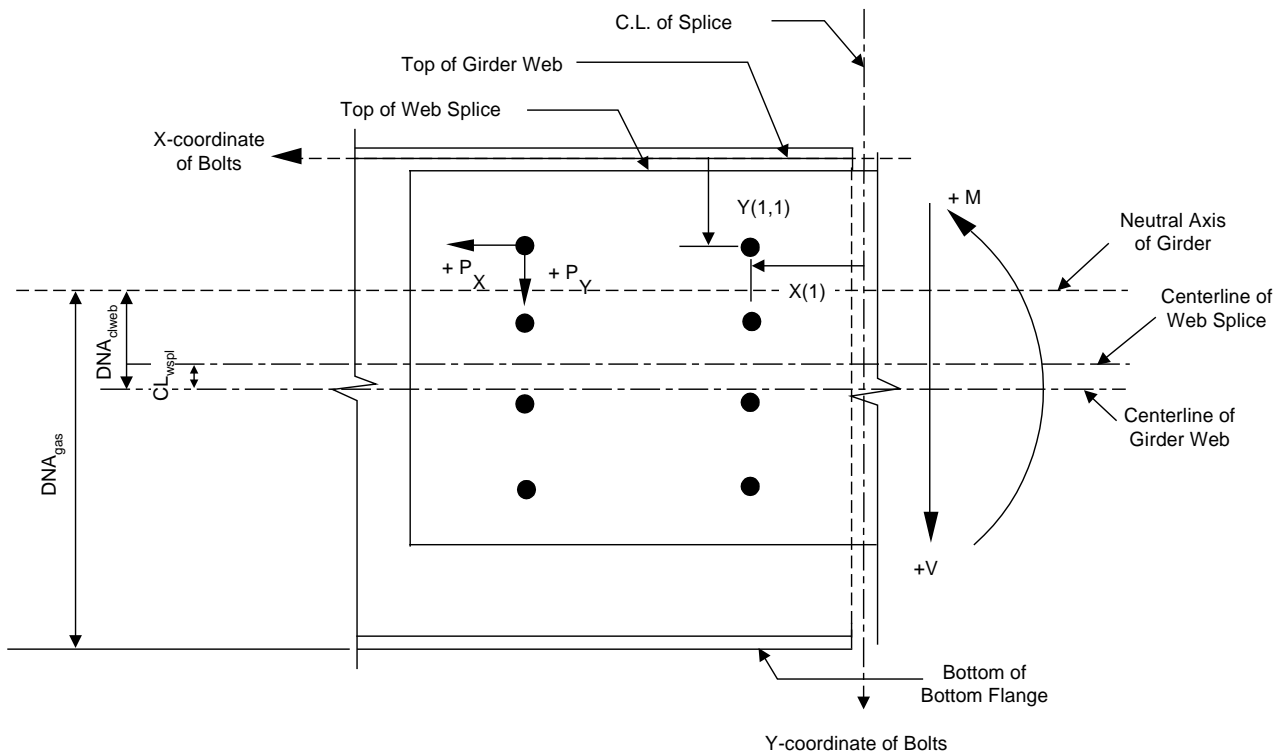 C.L. of Splice
Top of Girder Web
Top of Web Splice
X-coordinate
of Bolts
+ M
Y(1,1)
Neutral Axis
of Girder
+ P
X
+ P
Y
X(1)
Centerline of
Web Splice
DNA clweb
CL wspl
DNA gas
Centerline of
Girder Web
+V
Bottom of
Bottom Flange
Y-coordinate of Bolts